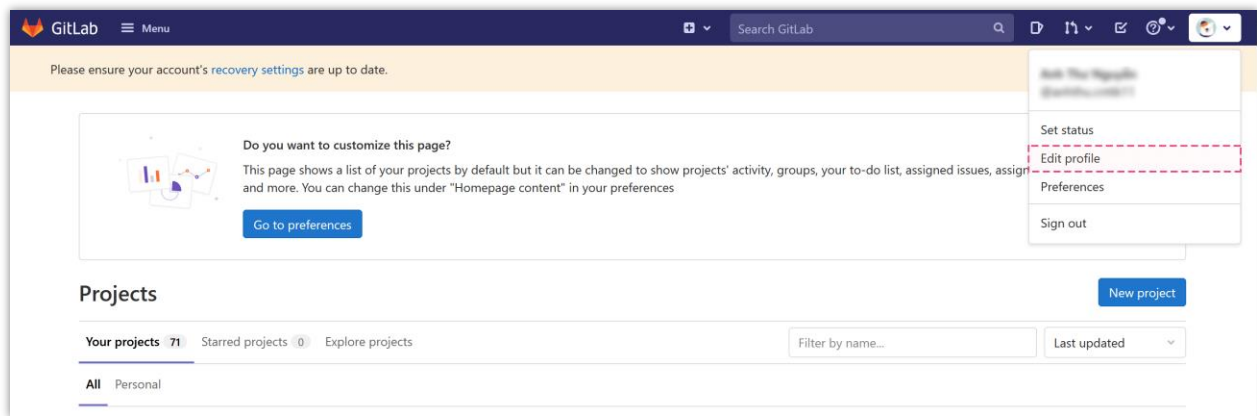 GitLab Menu Search GitLab
Please ensure your account's recovery settings are up to date.
Set status
Edit profile
Preferences
Sign out
Do you want to customize this page?
This page shows a list of your projects by default but it can be changed to show projects' activity, groups, your to-do list, assigned issues, assign
and more. You can change this under "Homepage content" in your preferences
Go to preferences
Projects
New project
Your projects 71 Starred projects 0 Explore projects Filter by name... Last updated
All Personal